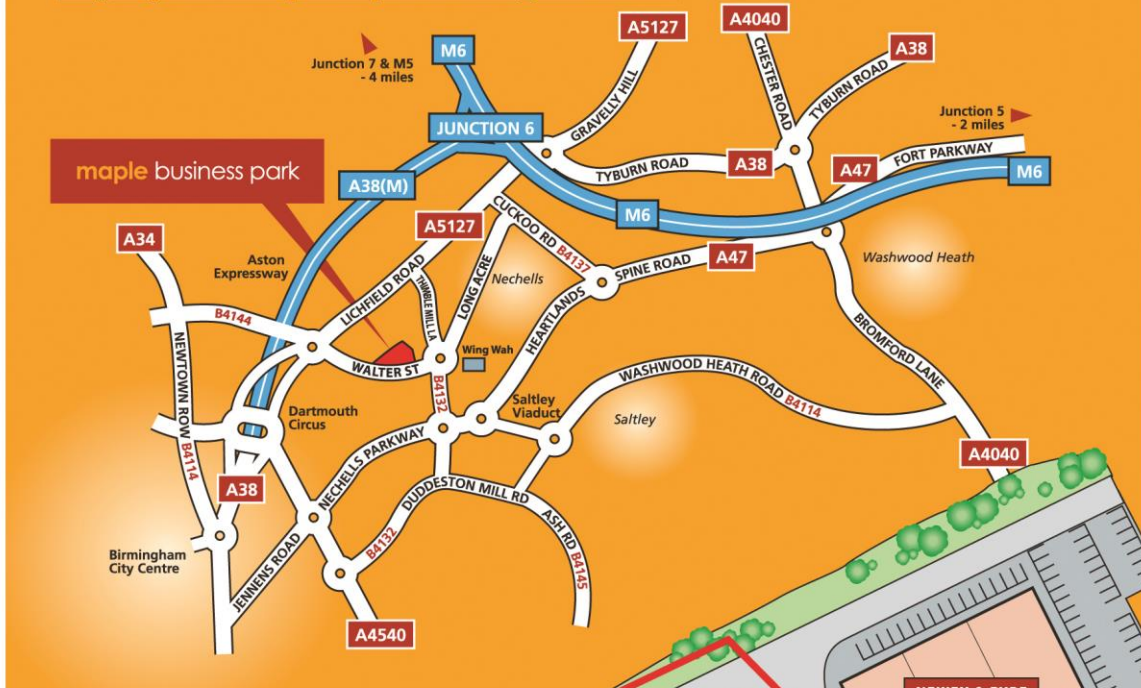 A5127
A4040
M6
A38
Junction 7 & M5
- 4 miles
CHESTER ROAD
TYBURN ROAD
GRAVELLY HILL
Junction 5
- 2 miles
JUNCTION 6
maple business park
TYBURN ROAD
A38
A47
FORT PARKWAY
M6
A38(M)
CUCKOO RD B4137
M6
A34
A5127
Aston
Expressway
LICHFIELD ROAD
THIMBLE MILL LA
LONG ACRE
Nechells
SPINE ROAD
A47
Washwood Heath
B4144
HEARTLANDS
BROMFORD LANE
NEWTOWN ROW B4114
WALTER ST
Wing Wah
B4132
WASHWOOD HEATH ROAD B4114
Dartmouth
Circus
Saltley
Viaduct
Saltley
NECHELLS PARKWAY
A4040
A38
DUDDESTON MILL RD
B4132
ASH RD B4145
Birmingham
City Centre
JENNENS ROAD
A4540